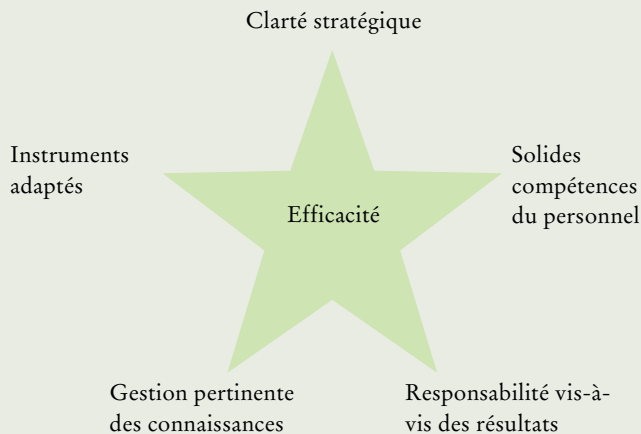 Clarté stratégique
Instruments
adaptés
Solides
compétences
du personnel
Efficacité
Gestion pertinente
des connaissances
Responsabilité vis-à-
vis des résultats